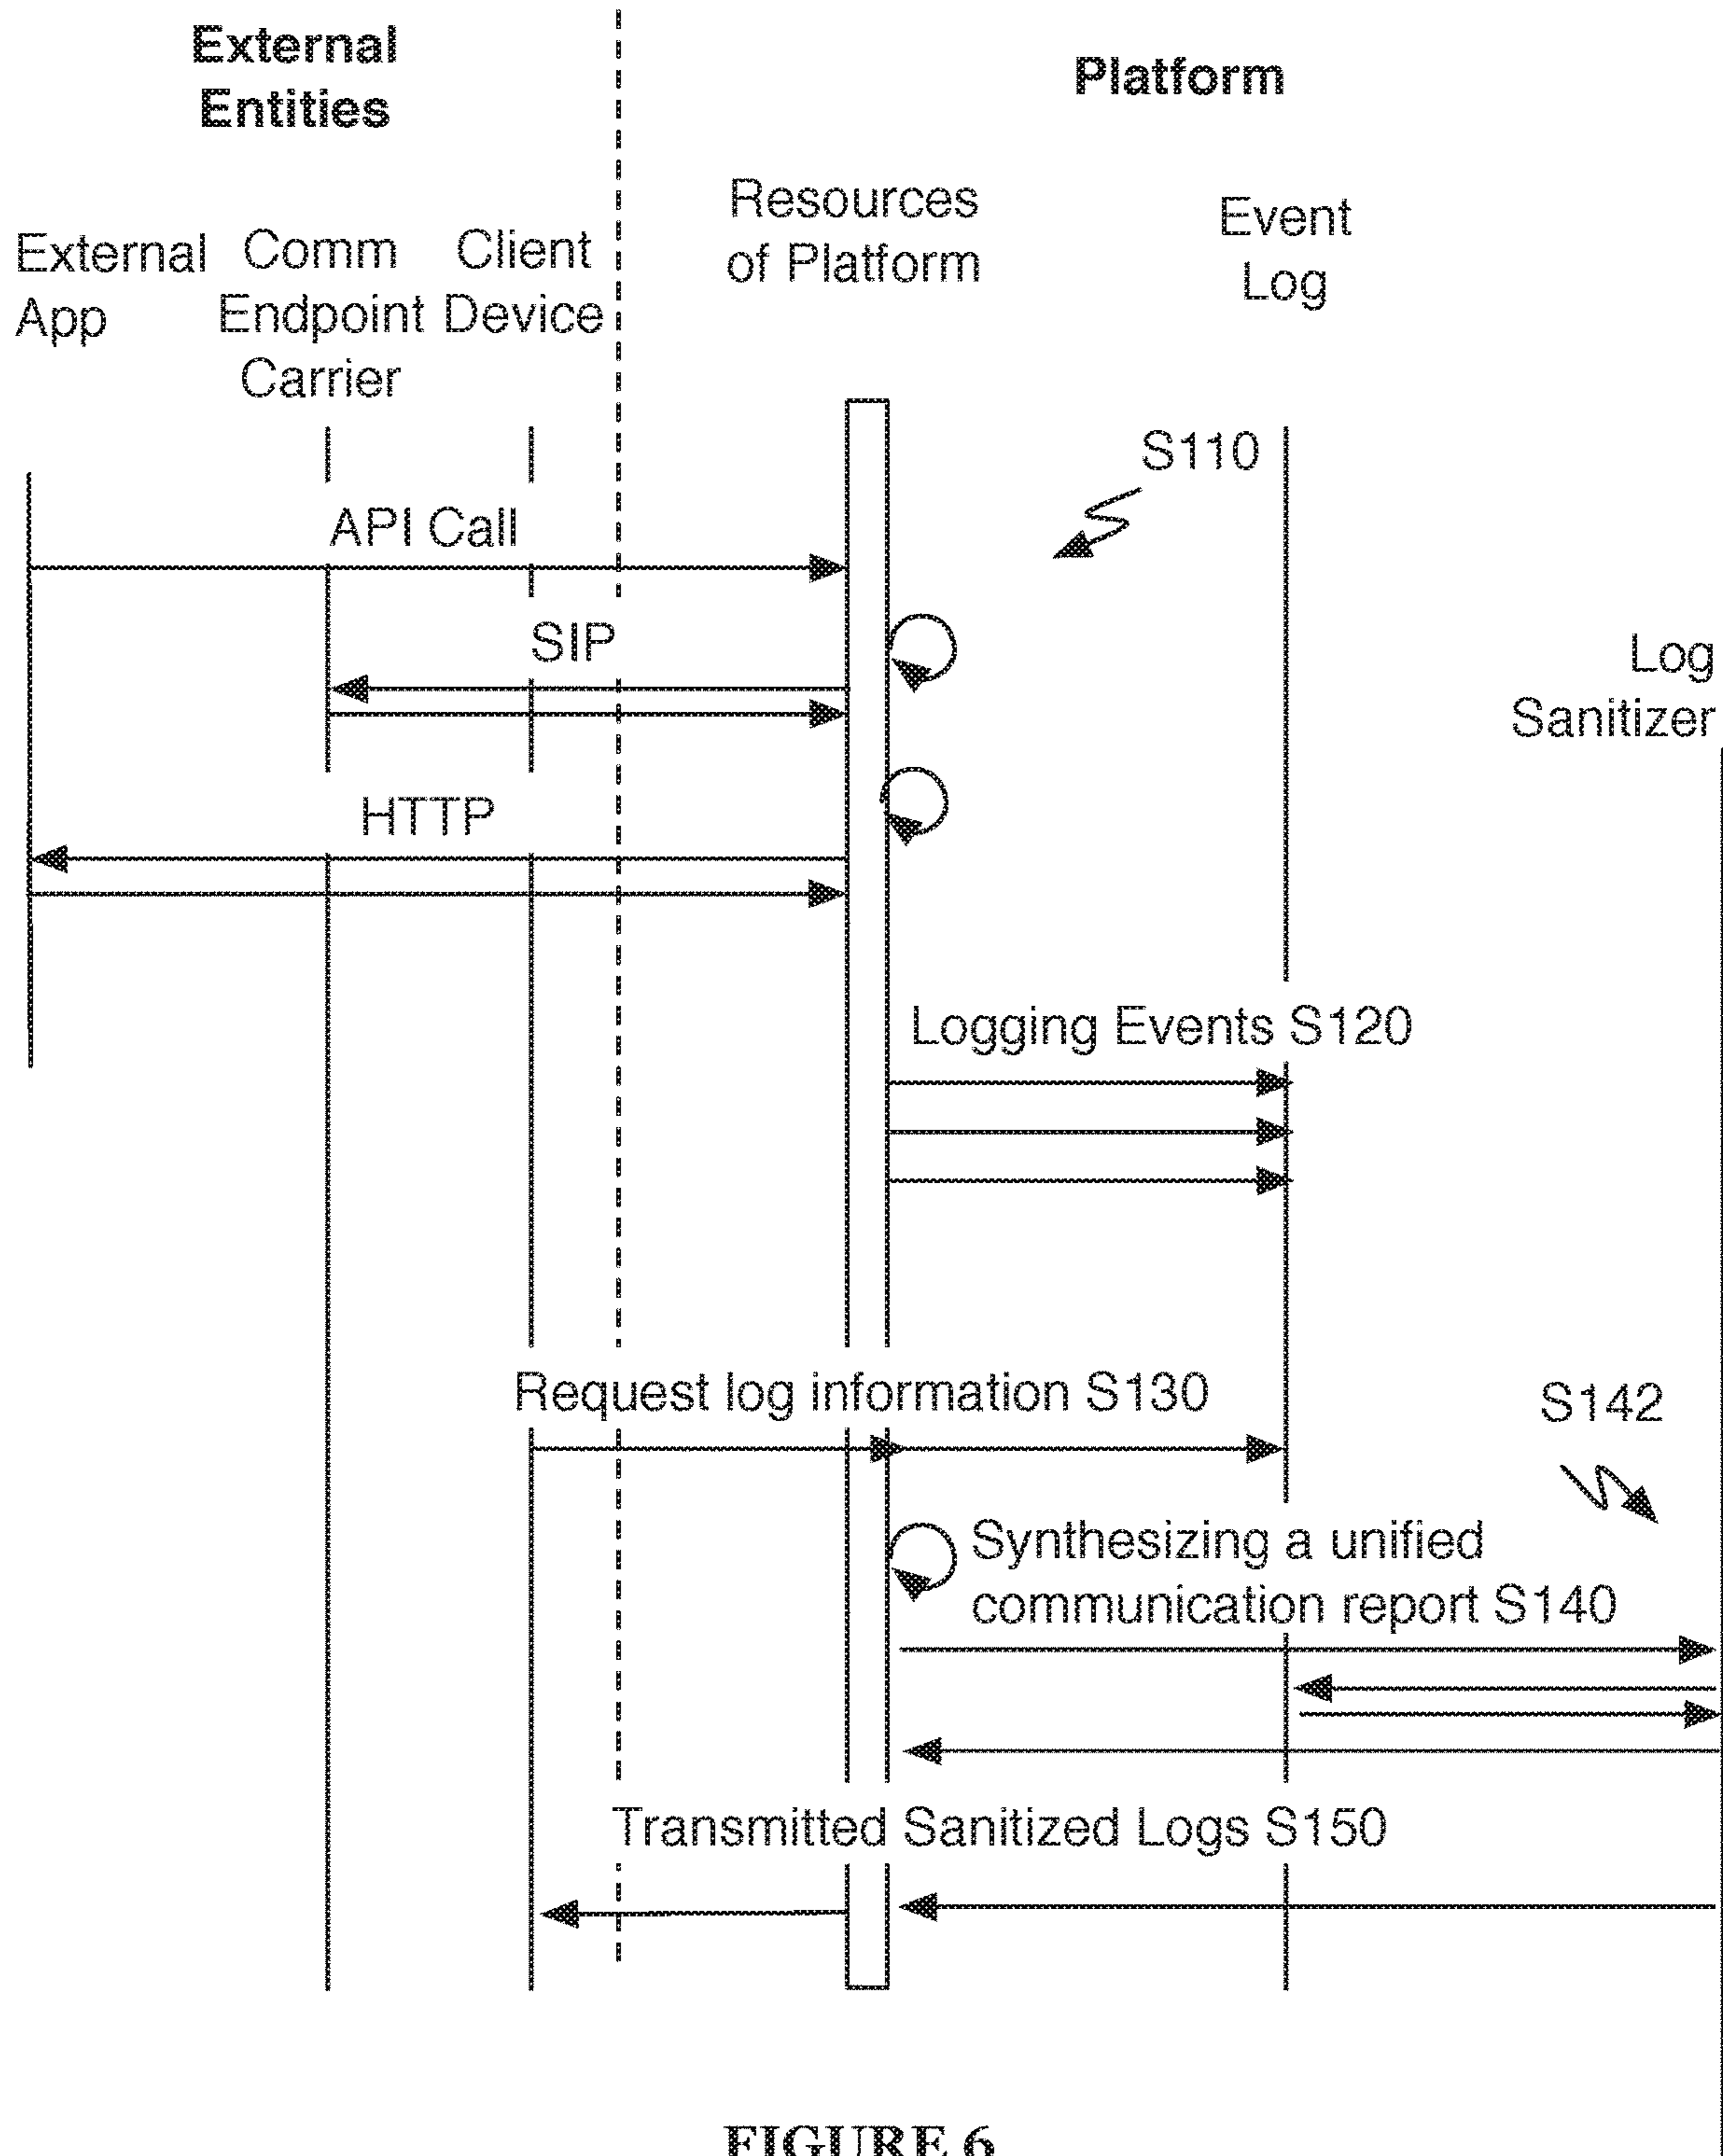 External
Entities
Platform
External
App
Comm
Endpoint
Carrier
Client
Device
Resources
of Platform
Event
Log
S110
API Call
SIP
Log
Sanitizer
HTTP
Logging Events S120
Request log information S130
S142
Synthesizing a unified
communication report S140
Transmitted Sanitized Logs S150
FIGURE 6